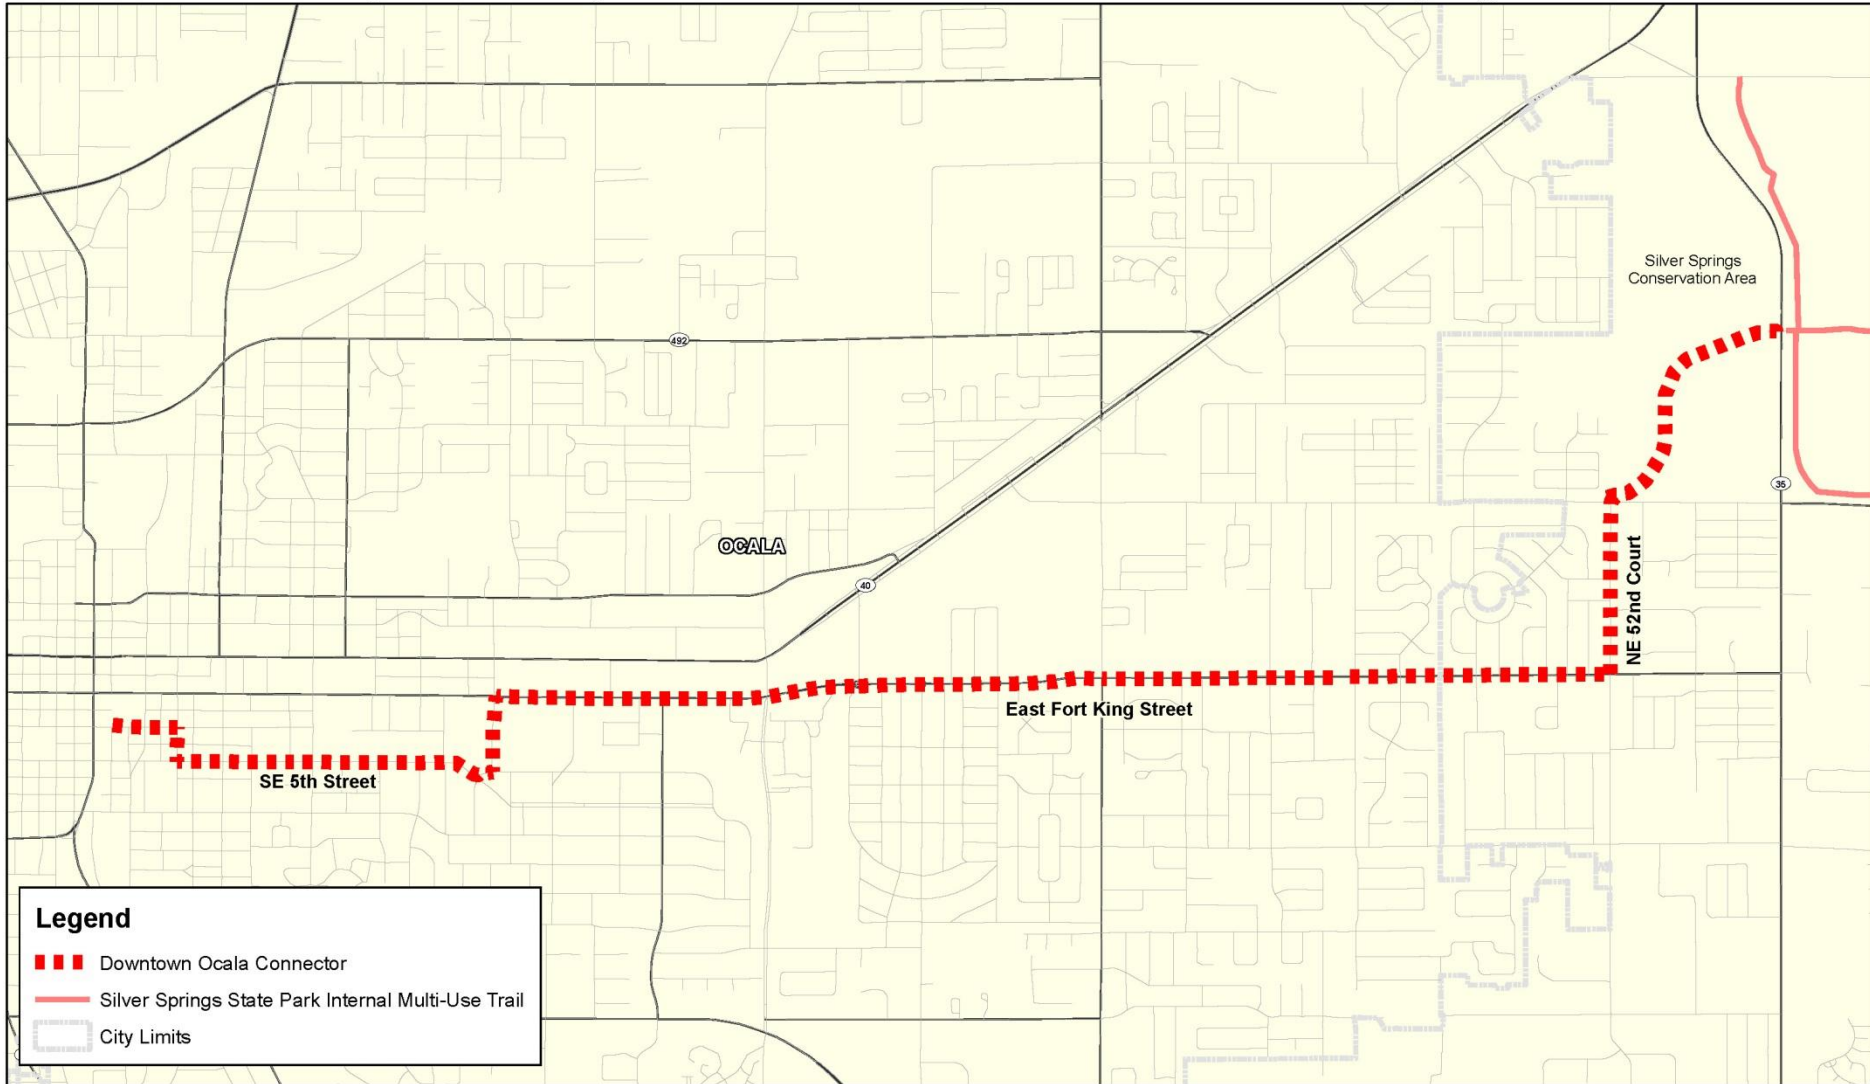 Silver Springs
Conservation Area
492
35
OCALA
40
NE 52nd Court
East Fort King Street
SE 5th Street
Legend
Downtown Ocala Connector
Silver Springs State Park Internal Multi-Use Trail
City Limits